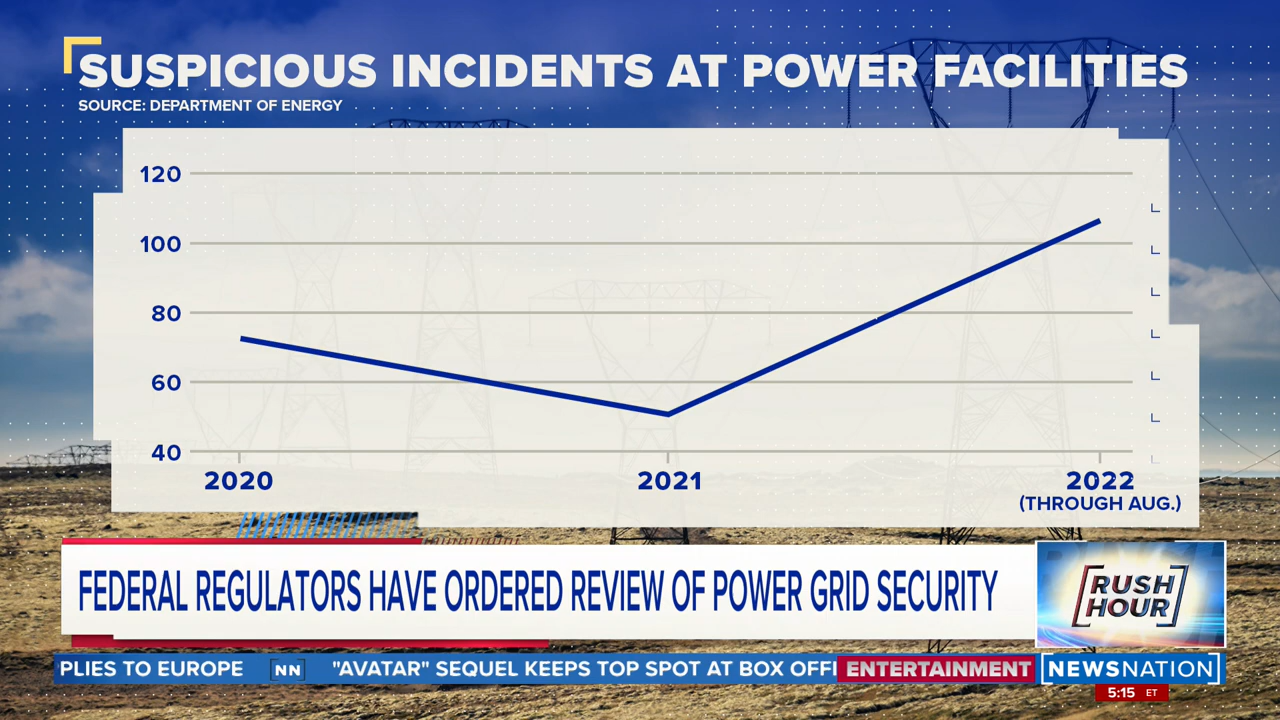 SUSPICIOUS INCIDENTS AT POWER FACILITIES
SOURCE: DEPARTMENT OF ENERGY
120
100
80
60
40
2020
2021
2022
(THROUGH AUG.)
FEDERAL REGULATORS HAVE ORDERED REVIEW OF POWER GRID SECURITY
RUSH
HOUR
PLIES TO EUROPE NN "AVATAR" SEQUEL KEEPS TOP SPOT AT BOX OFFI ENTERTAINMENT NEWSNATION
5:15 ET